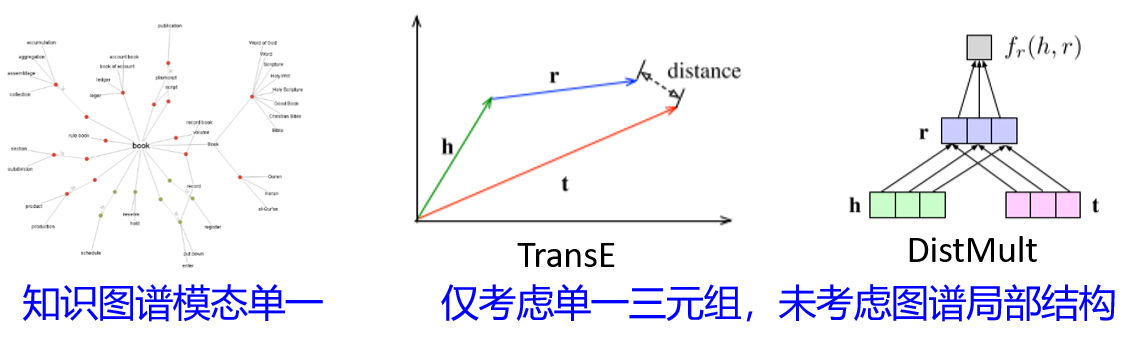 publication
accumulation
aggregation
assemblage
collection
account book
book of account
ledger
leger
playscript
script
Word of God
Word
Scripture
Holy Writ
Holy Scripture
Good Book
Christian Bible
Bible
record book
volume
rule book
book
Book
section
subdivision
Quran
Koran
al-Qur'an
product
production
record
reserve
hold
register
schedule
put down
enter
h
r
t
distance
TransE
f_r(h, r)
r
h
t
DistMult
知识图谱模态单一
仅考虑单一三元组，未考虑图谱局部结构